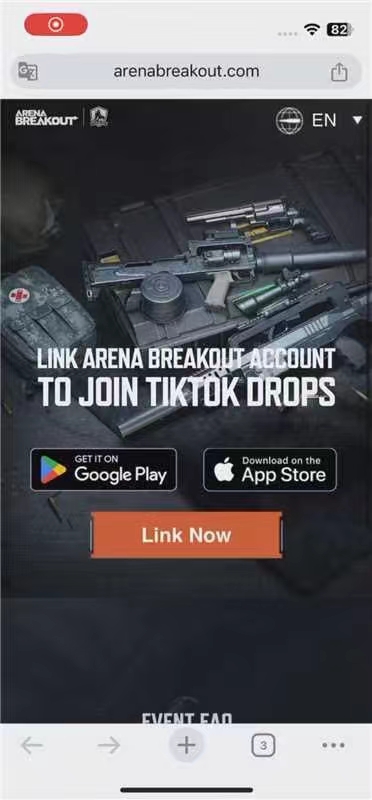 82
arenabreakout.com
ARENA
BREAKOUT
EN
LINK ARENA BREAKOUT ACCOUNT
TO JOIN TIKTOK DROPS
GET IT ON
Google Play
Download on the
App Store
Link Now
EVENT FAQ
3